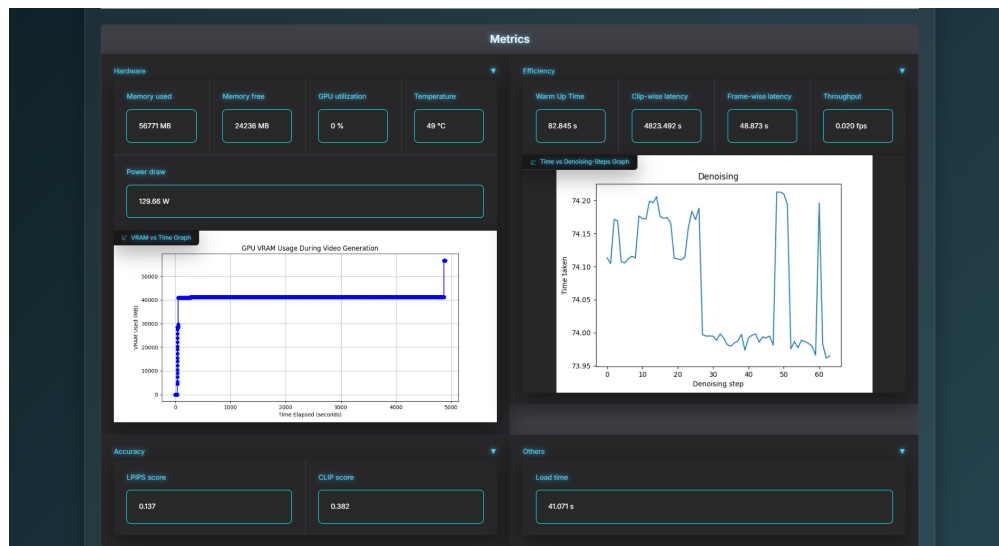 Metrics
Hardware ▼
Memory used Memory free GPU utilization Temperature
56771 MB 24236 MB 0 % 49 °C
Power draw
129.66 W
VRAM vs Time Graph
GPU VRAM Usage During Video Generation
VRAM Used (MB)
50000
40000
30000
20000
10000
0
0 1000 2000 3000 4000 5000
Time Elapsed (seconds)
Efficiency ▼
Warm Up Time Clip-wise latency Frame-wise latency Throughput
82.845 s 4823.492 s 48.873 s 0.020 fps
Time vs Denoising-Steps Graph
Denoising
Time taken
74.20
74.15
74.10
74.05
74.00
73.95
0 10 20 30 40 50 60
Denoising step
Accuracy ▼
LPIPS score CLIP score
0.137 0.382
Others ▼
Load time
41.071 s